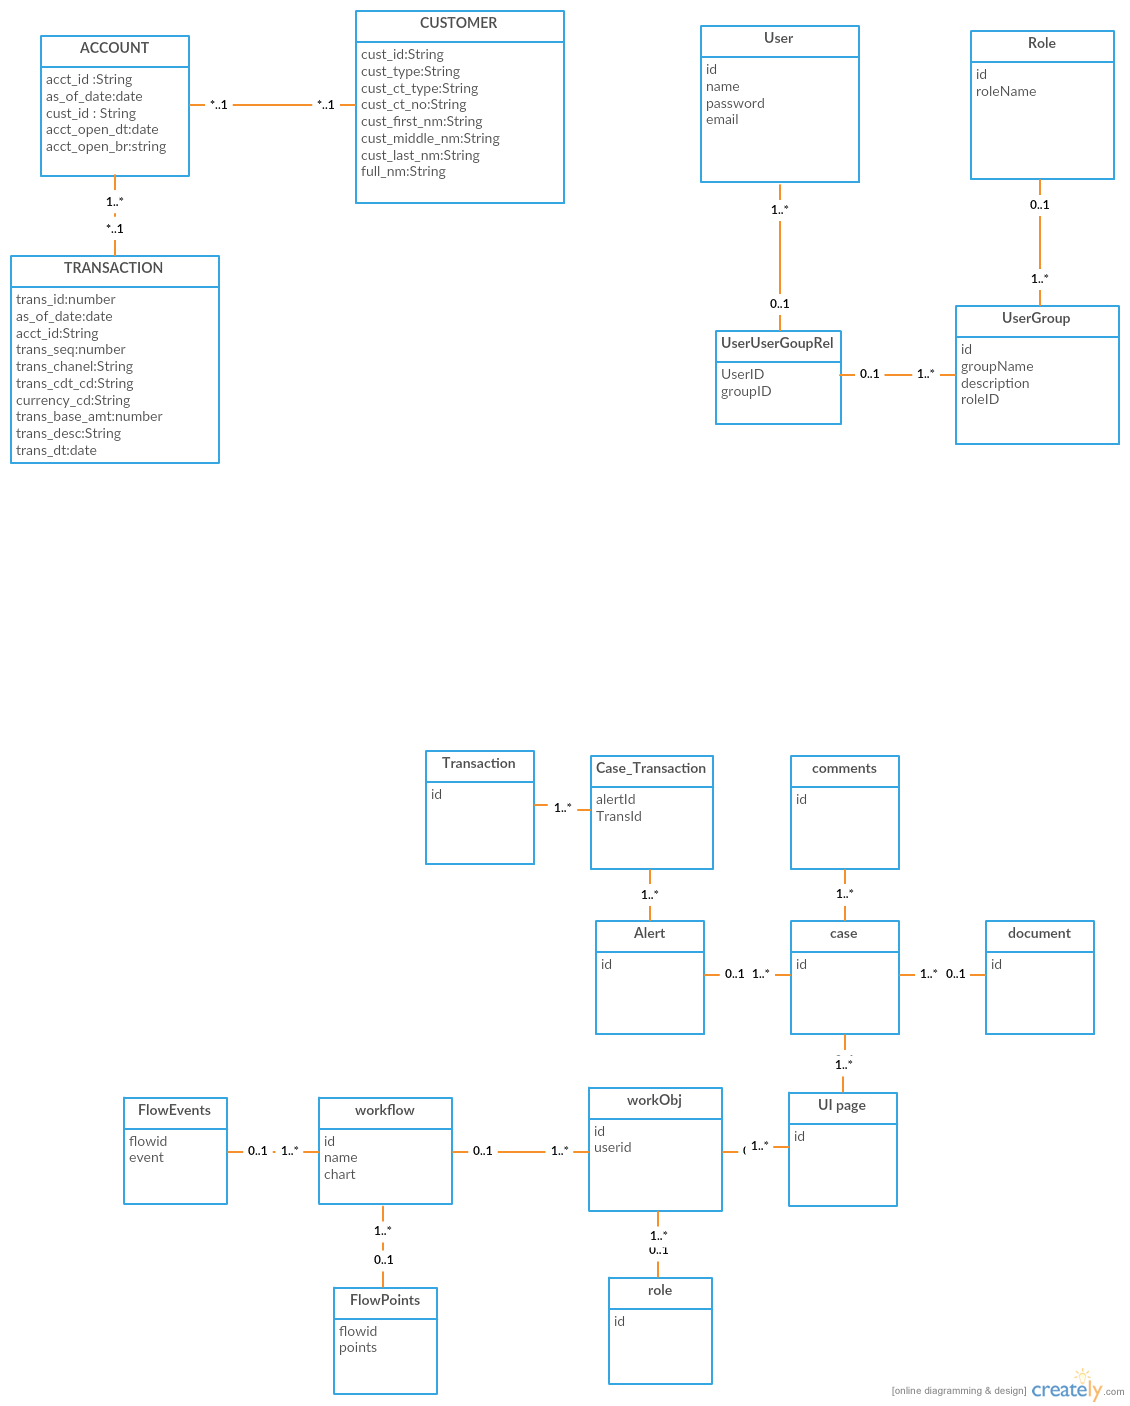 ACCOUNT
acct_id :String
as_of_date:date
cust_id : String
acct_open_dt:date
acct_open_br:string
*..1
*..1
CUSTOMER
cust_id:String
cust_type:String
cust_ct_type:String
cust_ct_no:String
cust_first_nm:String
cust_middle_nm:String
cust_last_nm:String
full_nm:String
1..*
*..1
TRANSACTION
trans_id:number
as_of_date:date
acct_id:String
trans_seq:number
trans_chanel:String
trans_cdt_cd:String
currency_cd:String
trans_base_amt:number
trans_desc:String
trans_dt:date
User
id
name
password
email
1..*
0..1
Role
id
roleName
0..1
1..*
UserUserGoupRel
UserID
groupID
0..1
1..*
UserGroup
id
groupName
description
roleID
Transaction
id
1..*
Case_Transaction
alertId
TransId
comments
id
1..*
1..*
Alert
id
0..1
1..*
case
id
1..*
0..1
document
id
1..*
FlowEvents
flowid
event
0..1
1..*
workflow
id
name
chart
0..1
1..*
workObj
id
userid
1..*
UI page
id
1..*
0..1
1..*
0..1
FlowPoints
flowid
points
role
id
[online diagramming & design]
creately.com